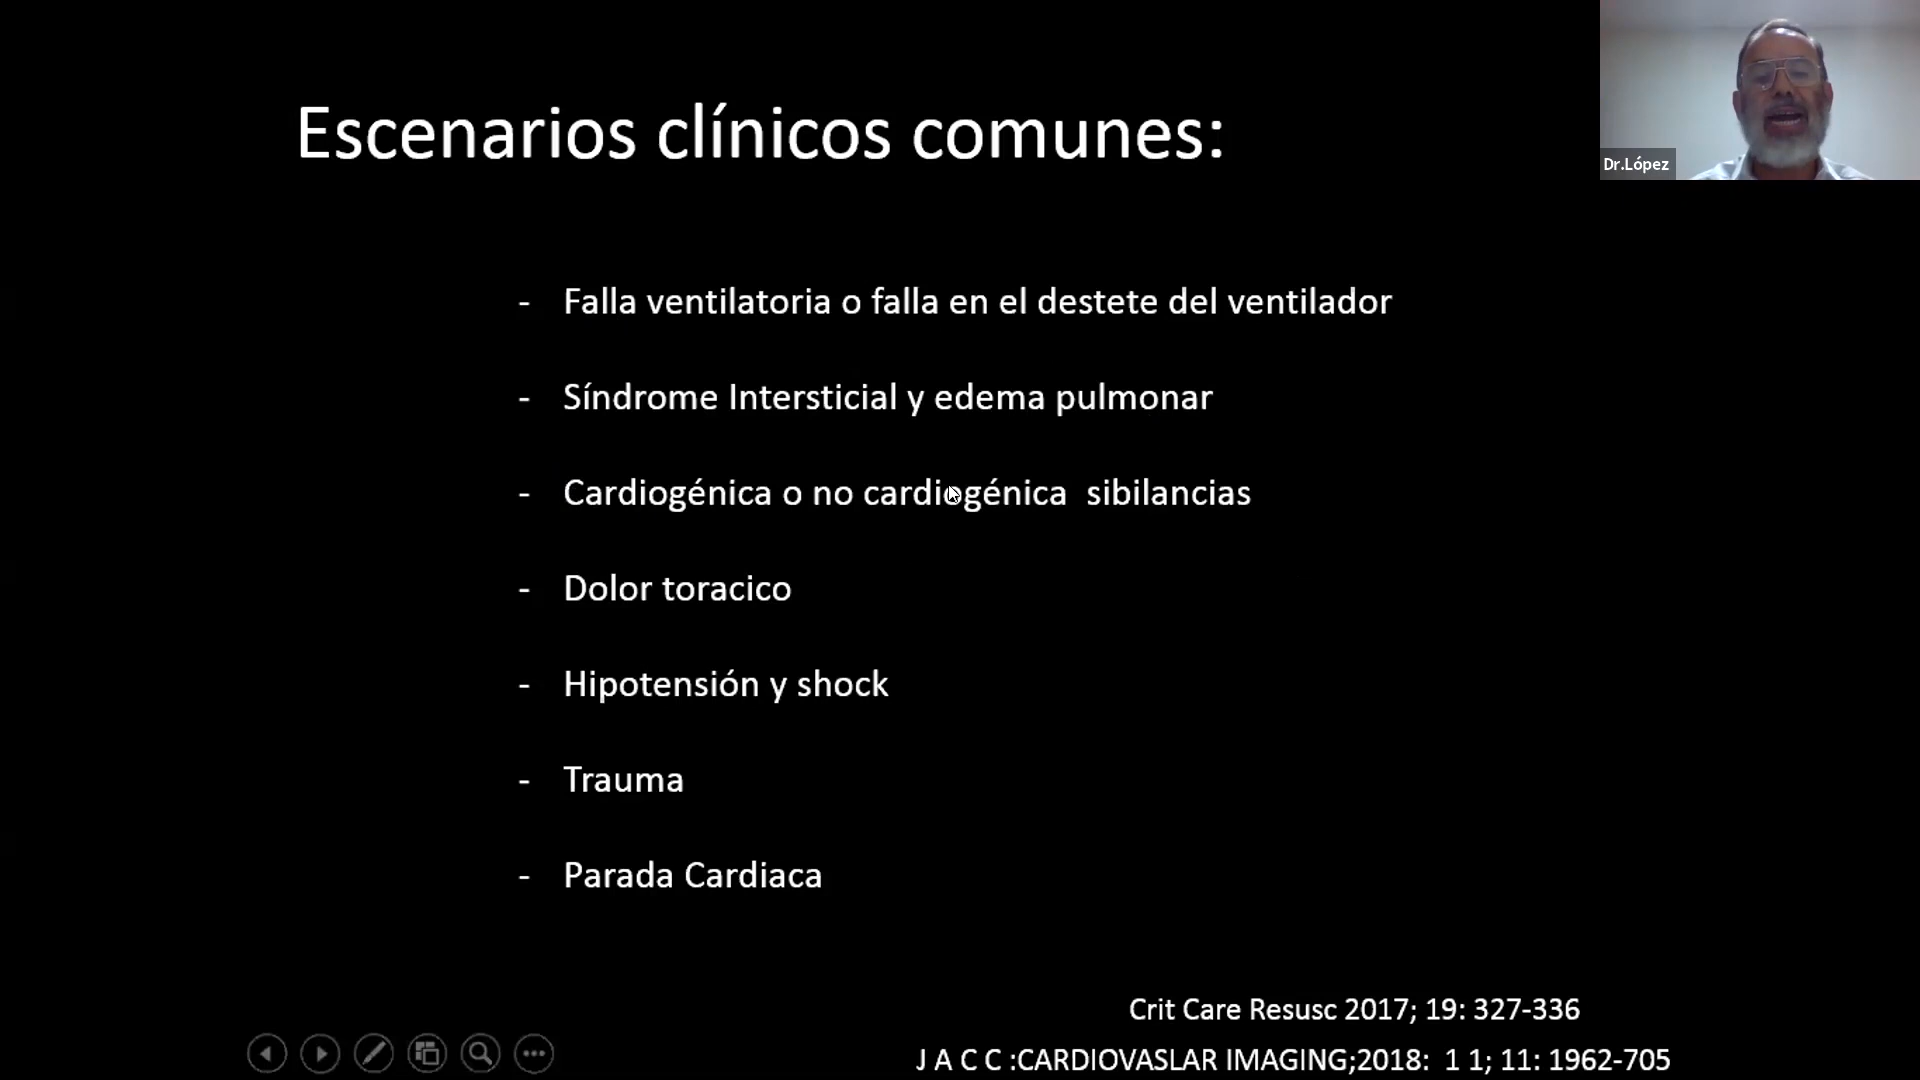 Escenarios clínicos comunes:
Dr.López
- Falla ventilatoria o falla en el destete del ventilador
- Síndrome Intersticial y edema pulmonar
- Cardiogénica o no cardiogénica  sibilancias
- Dolor toracico
- Hipotensión y shock
- Trauma
- Parada Cardiaca
Crit Care Resusc 2017; 19: 327-336
J A C C :CARDIOVASLAR IMAGING;2018:  1 1; 11: 1962-705